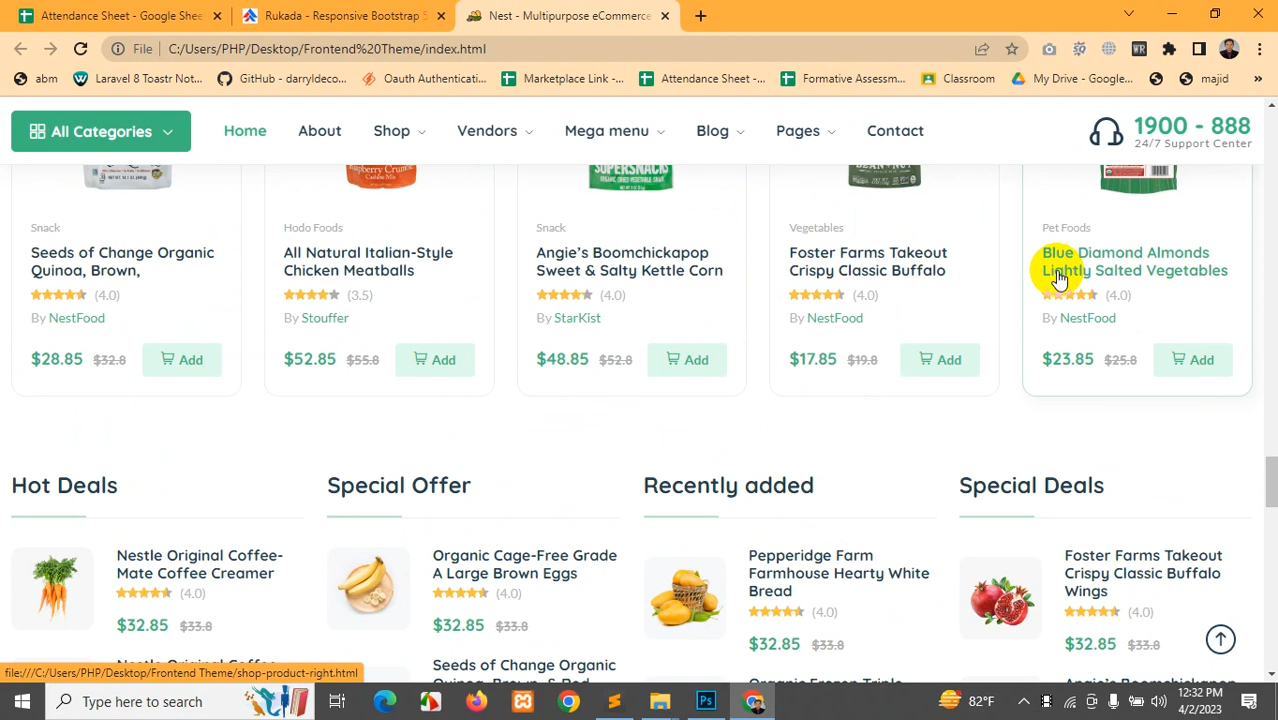 Attendance Sheet - Google Shee
Rukada - Responsive Bootstrap 5
Nest - Multipurpose eCommerce
File
C:/Users/PHP/Desktop/Frontend%20Theme/index.html
abm
Laravel 8 Toastr Not...
GitHub - darryldeco...
Oauth Authenticati...
Marketplace Link -...
Attendance Sheet -...
Formative Assessm...
Classroom
My Drive - Google...
majid
All Categories
Home
About
Shop
Vendors
Mega menu
Blog
Pages
Contact
1900 - 888
24/7 Support Center
SUPERSNACKS
Snack
Seeds of Change Organic
Quinoa, Brown,
(4.0)
By NestFood
$28.85 $32.8
Add
Hodo Foods
All Natural Italian-Style
Chicken Meatballs
(3.5)
By Stouffer
$52.85 $55.8
Add
Snack
Angie's Boomchickapop
Sweet & Salty Kettle Corn
(4.0)
By StarKist
$48.85 $52.8
Add
Vegetables
Foster Farms Takeout
Crispy Classic Buffalo
(4.0)
By NestFood
$17.85 $19.8
Add
Pet Foods
Blue Diamond Almonds
Lightly Salted Vegetables
(4.0)
By NestFood
$23.85 $25.8
Add
Hot Deals
Nestle Original Coffee-
Mate Coffee Creamer
(4.0)
$32.85 $33.8
Special Offer
Organic Cage-Free Grade
A Large Brown Eggs
(4.0)
$32.85 $33.8
Seeds of Change Organic
Recently added
Pepperidge Farm
Farmhouse Hearty White
Bread
(4.0)
$32.85 $33.8
Special Deals
Foster Farms Takeout
Crispy Classic Buffalo
Wings
(4.0)
$32.85 $33.8
file:///C:/Users/PHP/Desktop/Frontend Theme/shop-product-right.html
Type here to search
82°F
12:32 PM
4/2/2023